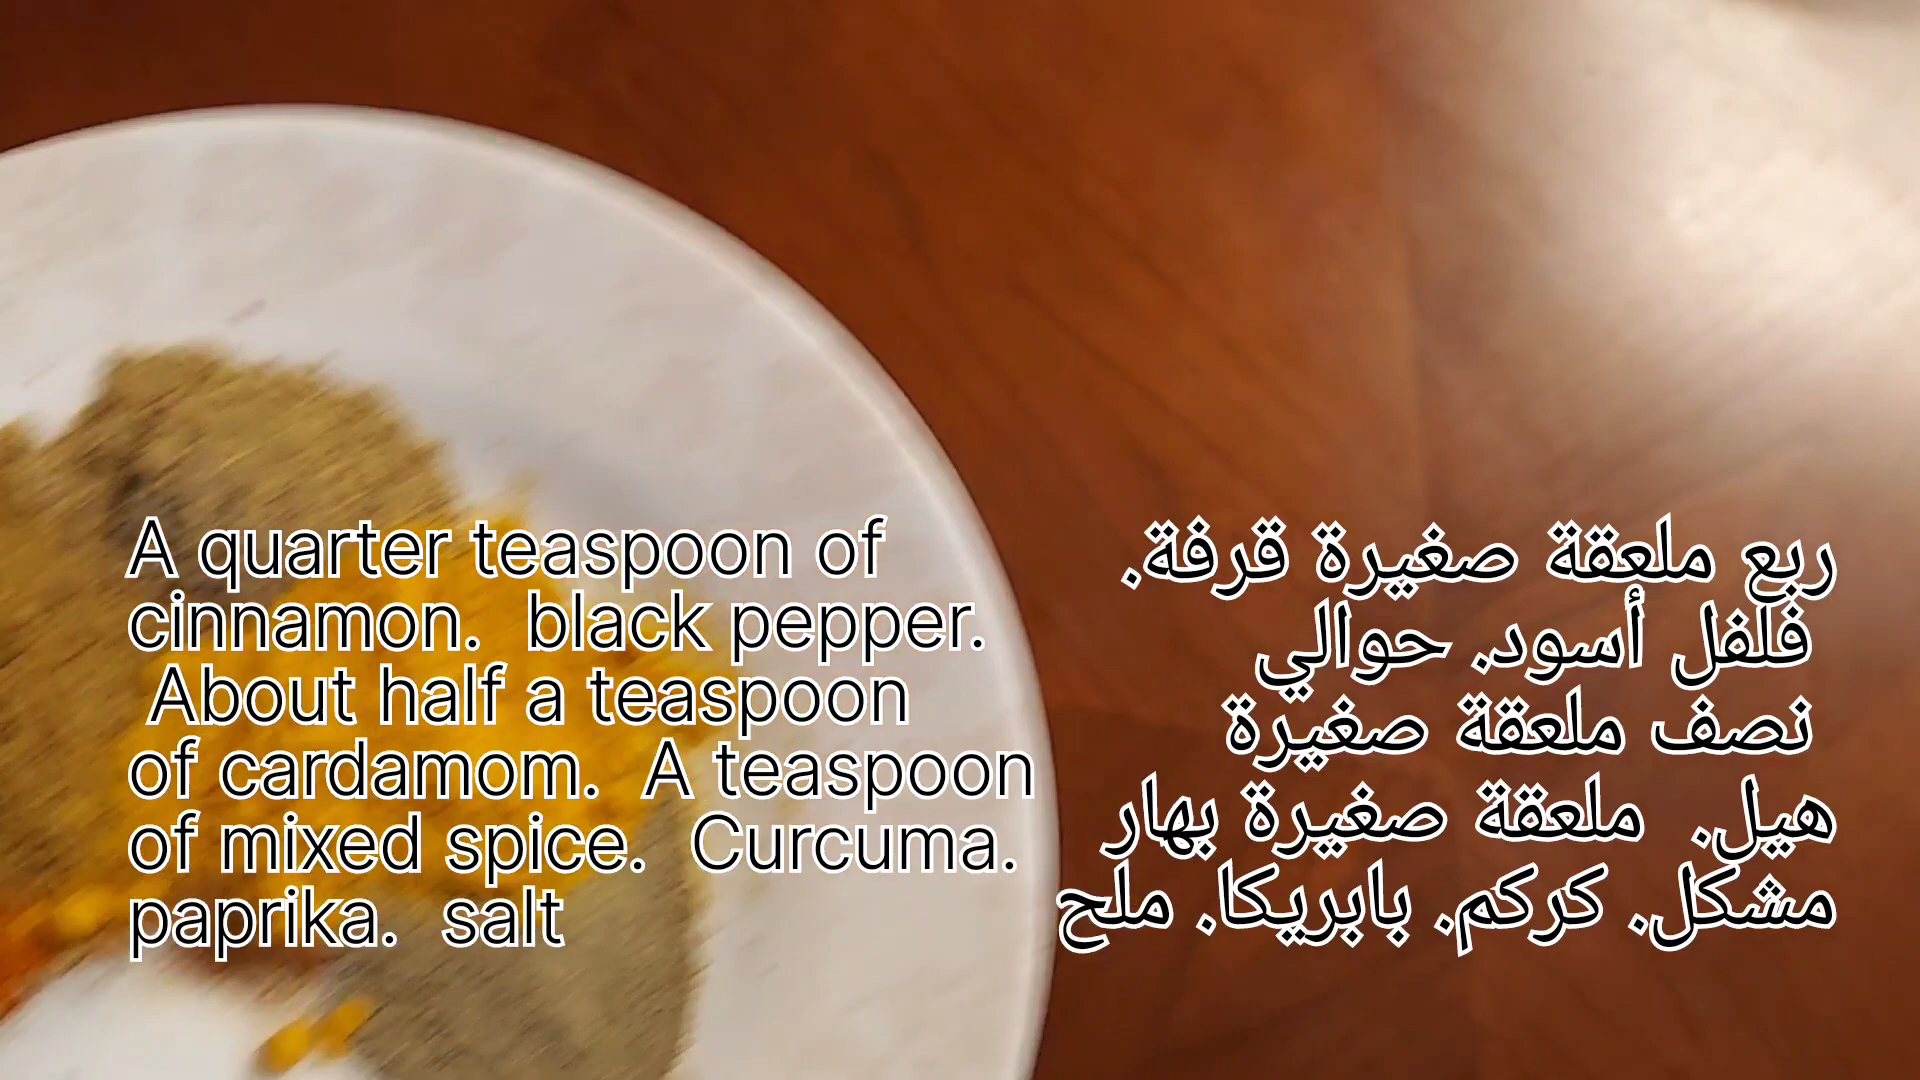 A quarter teaspoon of
cinnamon. black pepper.
About half a teaspoon
of cardamom. A teaspoon
of mixed spice. Curcuma.
paprika. salt
ربع ملعقة صغيرة قرفة.
فلفل أسود. حوالي
نصف ملعقة صغيرة
هيل. ملعقة صغيرة بهار
مشكل. كركم. بابريكا. ملح